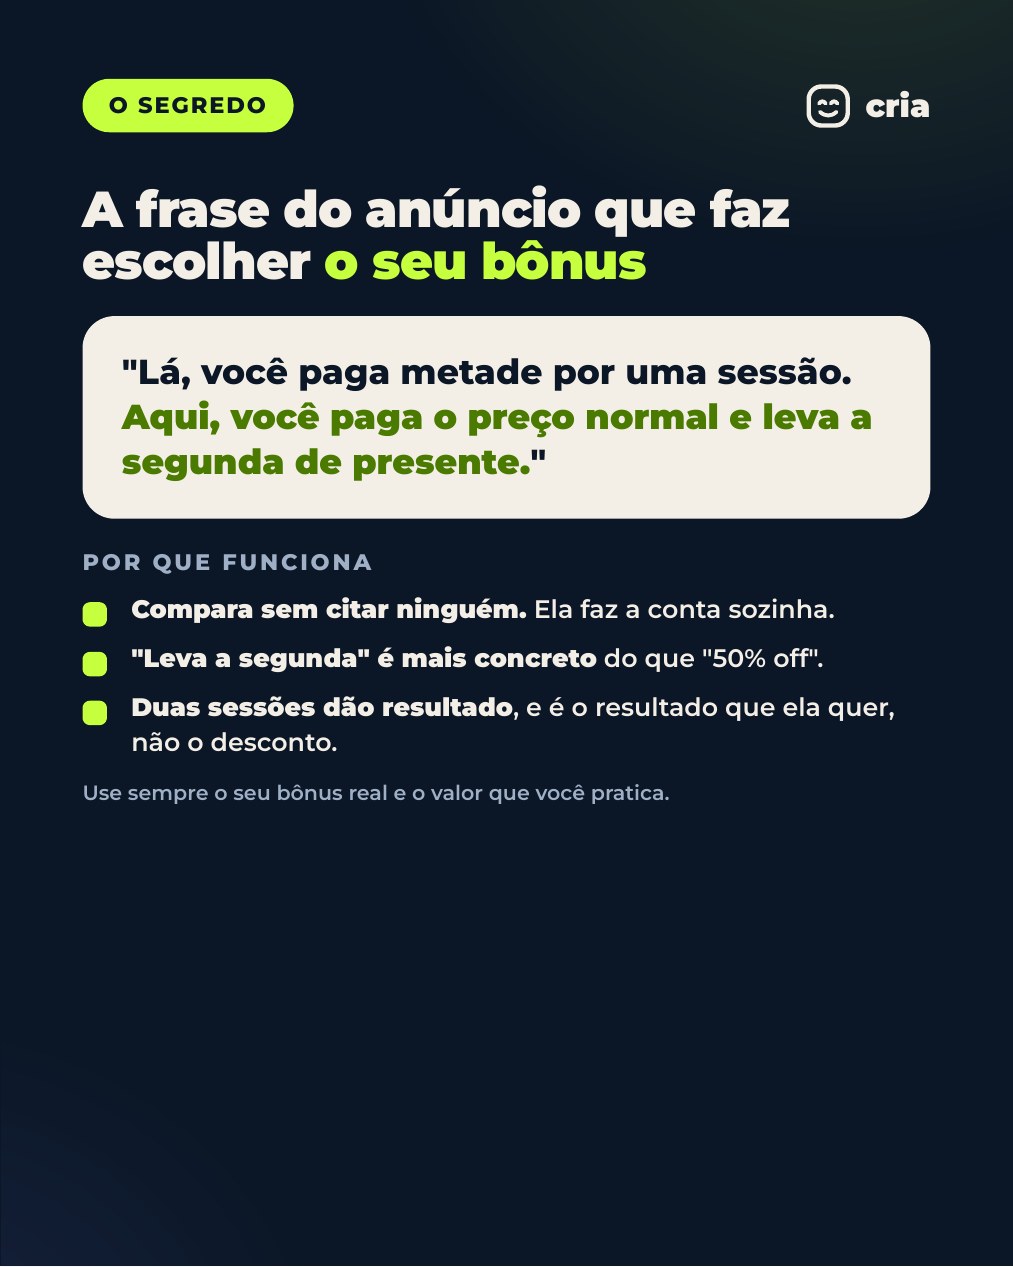 O SEGREDO
cria
A frase do anúncio que faz
escolher o seu bônus
"Lá, você paga metade por uma sessão.
Aqui, você paga o preço normal e leva a
segunda de presente."
POR QUE FUNCIONA
Compara sem citar ninguém. Ela faz a conta sozinha.
"Leva a segunda" é mais concreto do que "50% off".
Duas sessões dão resultado, e é o resultado que ela quer,
não o desconto.
Use sempre o seu bônus real e o valor que você pratica.